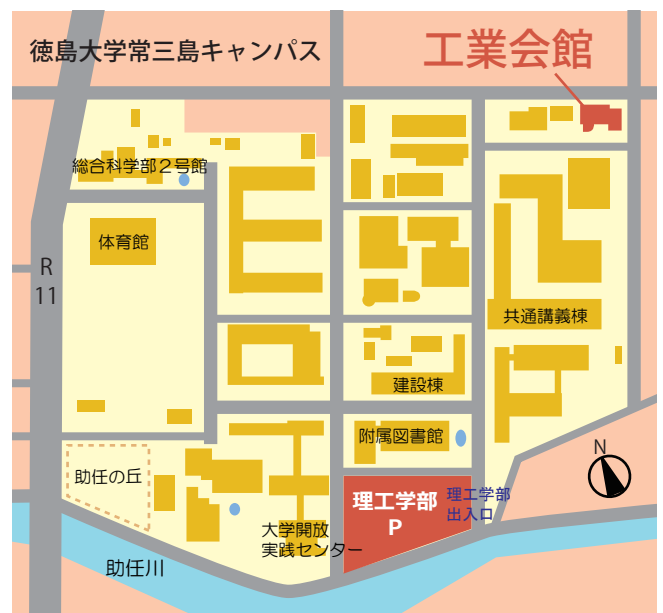 徳島大学常三島キャンパス
工業会館
総合科学部２号館
体育館
R
11
共通講義棟
建設棟
附属図書館
助任の丘
理工学部
P
理工学部
出入口
N
大学開放
実践センター
助任川